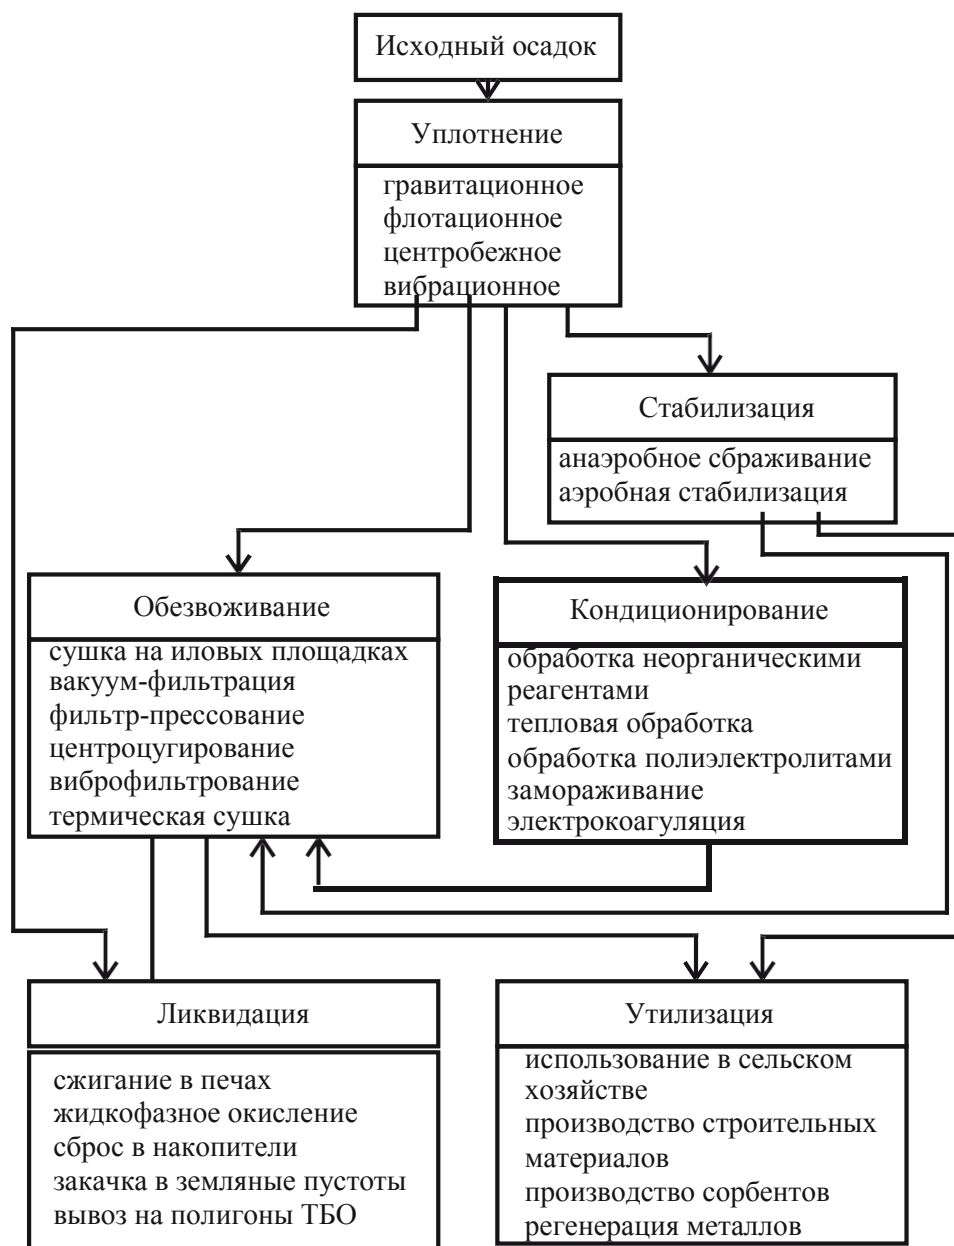 Исходный осадок
Уплотнение
гравитационное
флотационное
центробежное
вибрационное
Стабилизация
анаэробное сбраживание
аэробная стабилизация
Обезвоживание
сушка на иловых площадках
вакуум-фильтрация
фильтр-прессование
центроцугирование
виброфильтрование
термическая сушка
Кондиционирование
обработка неорганическими
реагентами
тепловая обработка
обработка полиэлектролитами
замораживание
электрокоагуляция
Ликвидация
сжигание в печах
жидкофазное окисление
сброс в накопители
закачка в земляные пустоты
вывоз на полигоны ТБО
Утилизация
использование в сельском
хозяйстве
производство строительных
материалов
производство сорбентов
регенерация металлов